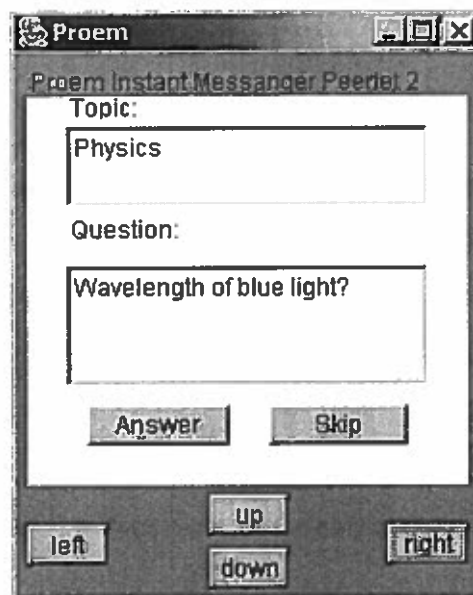 Proem
Proem Instant Messanger Peerlet 2
Topic:
Physics
Question:
Wavelength of blue light?
Answer Skip
up
left right
down